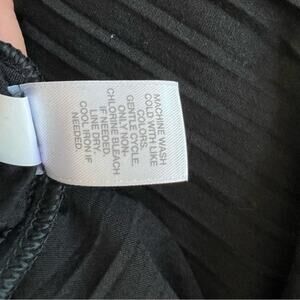 MACHINE WASH
COLD WITH LIKE
COLORS.
GENTLE CYCLE.
ONLY NON-
CHLORINE BLEACH
IF NEEDED.
LINE DRY.
COOL IRON IF
NEEDED.